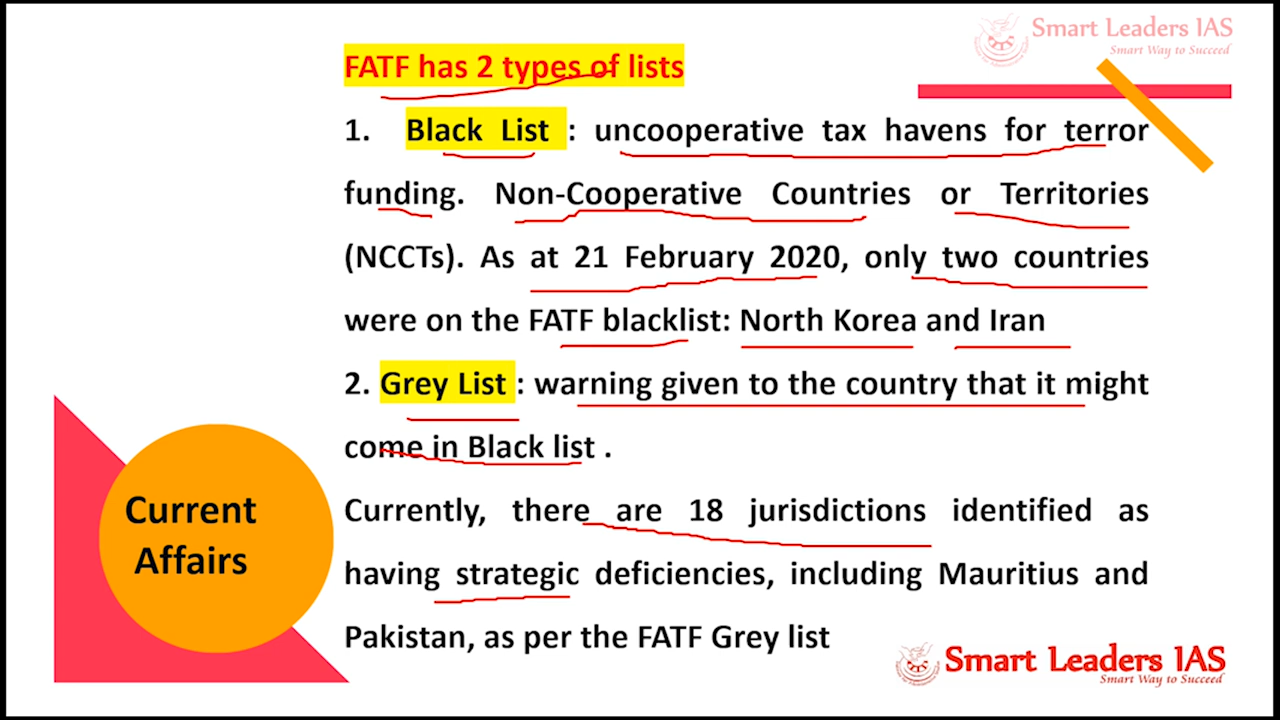 Smart Leaders IAS
Smart Way to Succeed
FATF has 2 types of lists
1. Black List : uncooperative tax havens for terror
funding. Non-Cooperative Countries or Territories
(NCCTs). As at 21 February 2020, only two countries
were on the FATF blacklist: North Korea and Iran
2. Grey List : warning given to the country that it might
come in Black list .
Currently, there are 18 jurisdictions identified as
having strategic deficiencies, including Mauritius and
Pakistan, as per the FATF Grey list
Current
Affairs
Smart Leaders IAS
Smart Way to Succeed